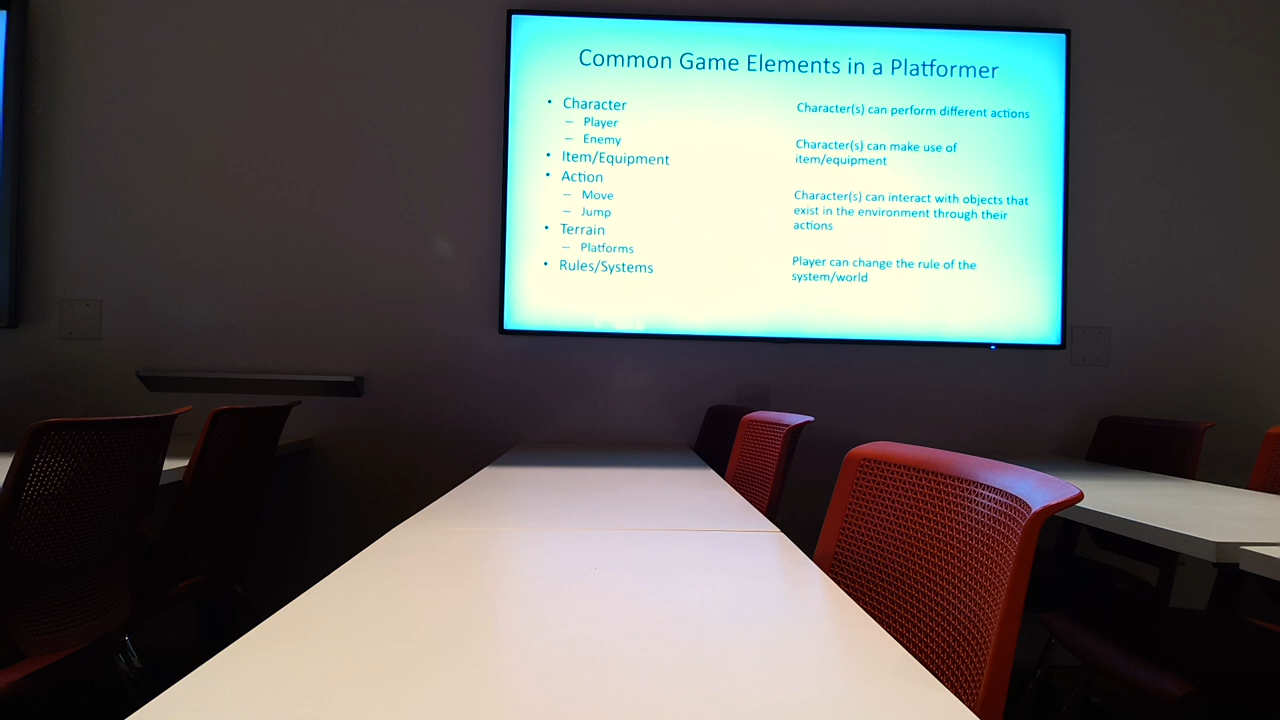 Common Game Elements in a Platformer
• Character
– Player
– Enemy
• Item/Equipment
• Action
– Move
– Jump
• Terrain
– Platforms
• Rules/Systems
Character(s) can perform different actions
Character(s) can make use of
item/equipment
Character(s) can interact with objects that
exist in the environment through their
actions
Player can change the rule of the
system/world